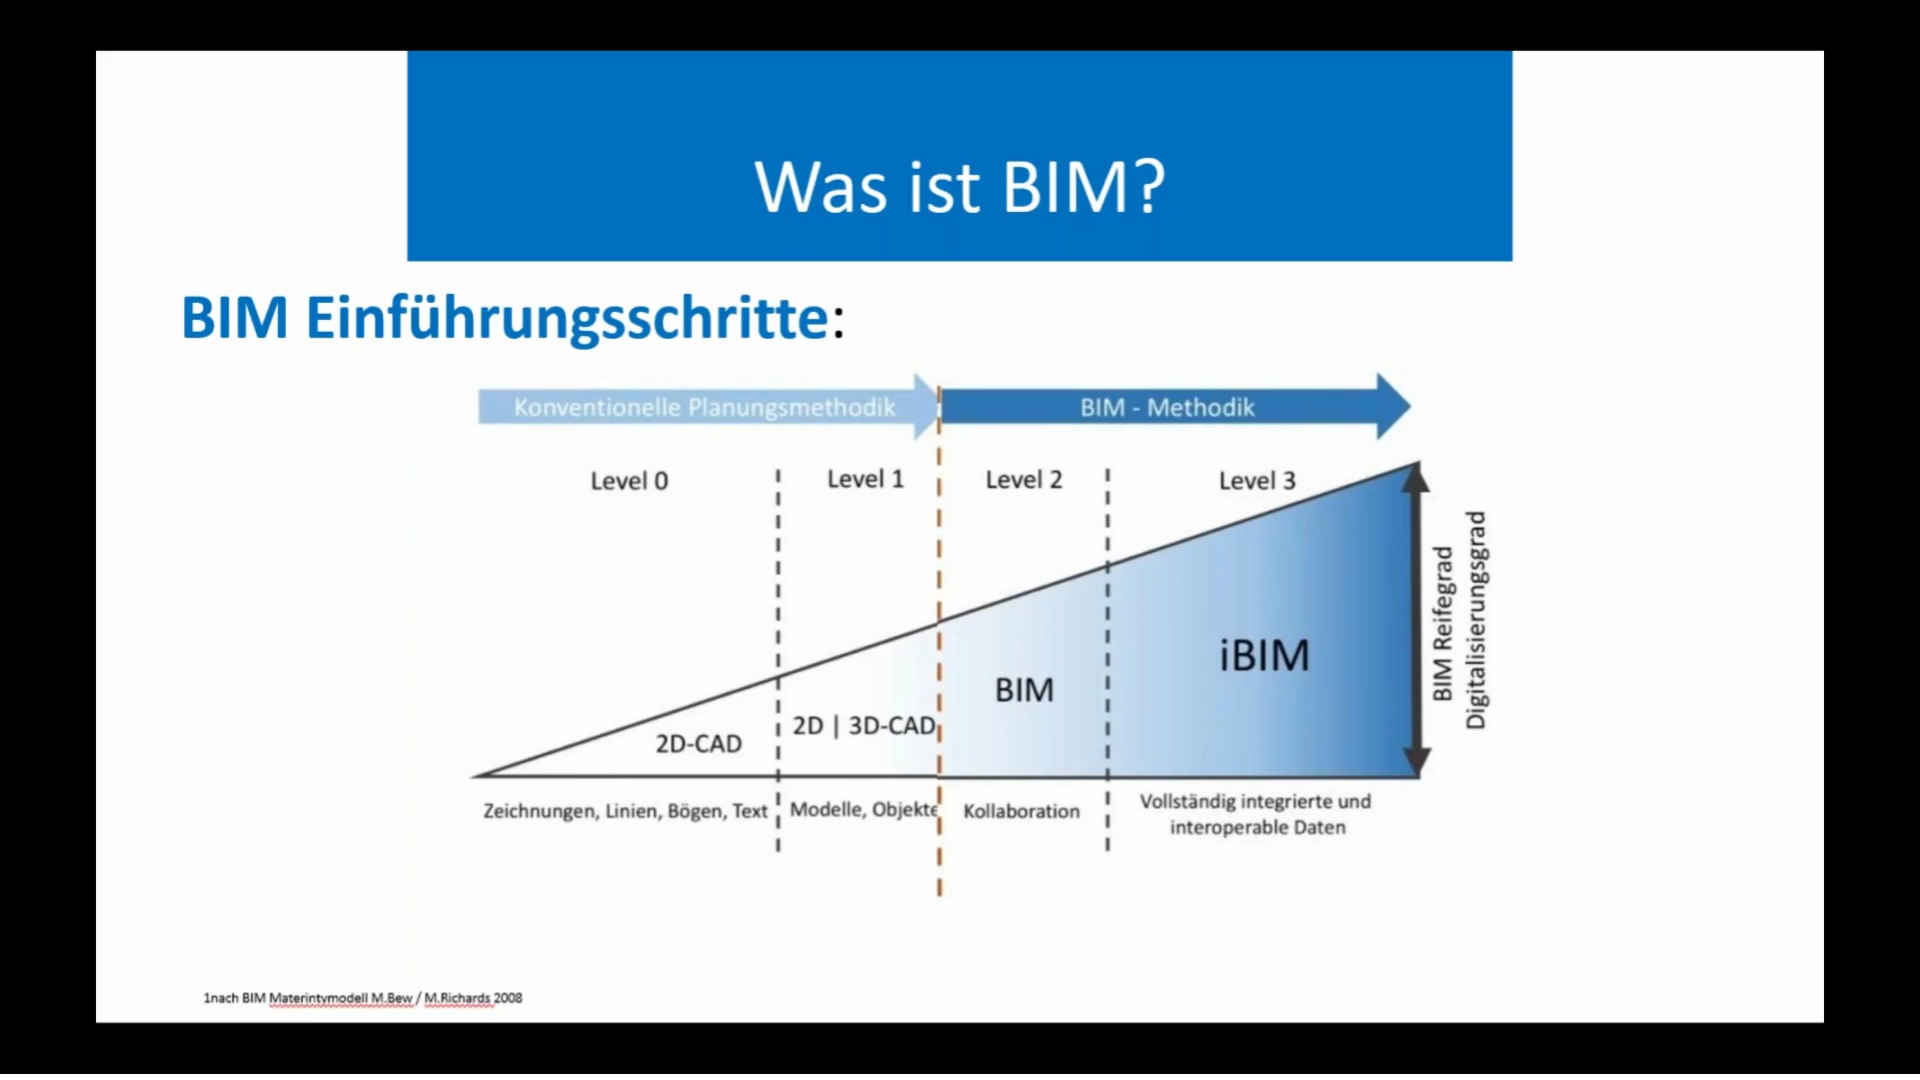 Was ist BIM?
BIM Einführungsschritte:
Konventionelle Planungsmethodik
BIM - Methodik
Level 0
Level 1
Level 2
Level 3
2D-CAD
2D | 3D-CAD
BIM
iBIM
BIM Reifegrad
Digitalisierungsgrad
Zeichnungen, Linien, Bögen, Text
Modelle, Objekte
Kollaboration
Vollständig integrierte und
interoperable Daten
1nach BIM Materintymodell M.Bew / M.Richards 2008